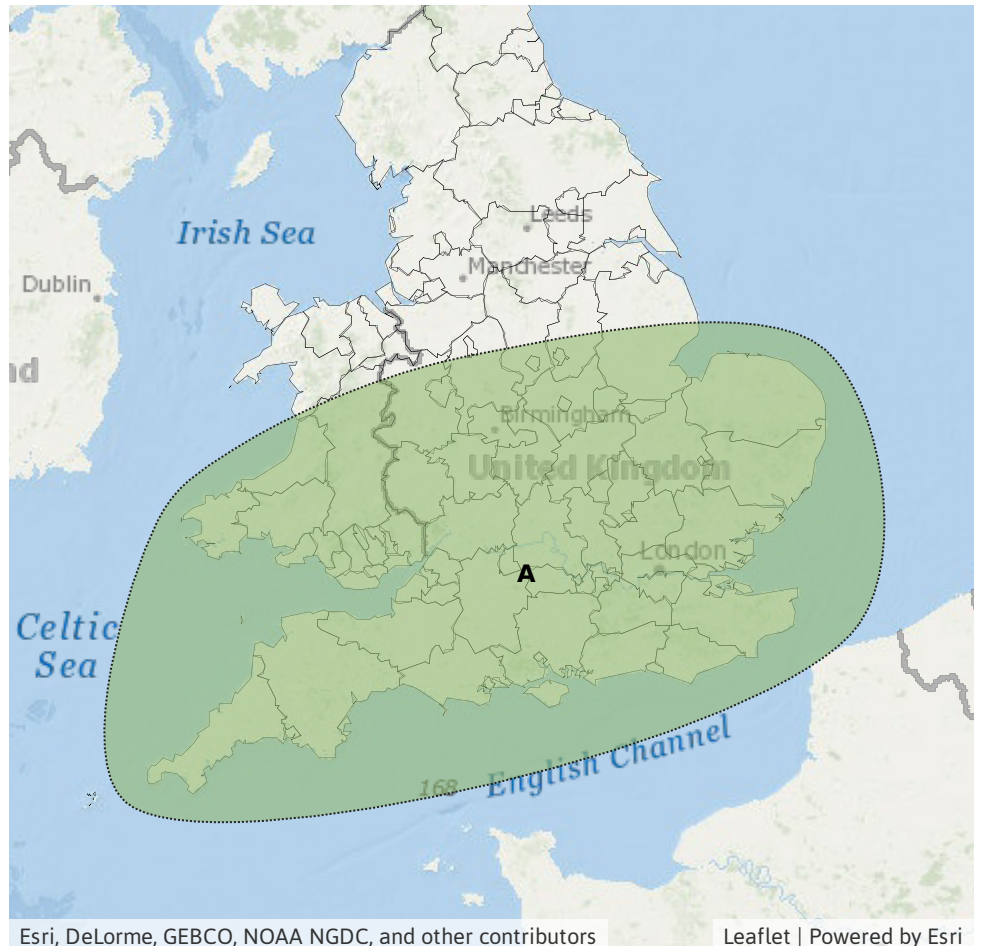 Leeds
Irish Sea
Manchester
Dublin
nd
Birmingham
United Kingdom
London
A
Celtic
Sea
English Channel
168
Esri, DeLorme, GEBCO, NOAA NGDC, and other contributors
Leaflet | Powered by Esri